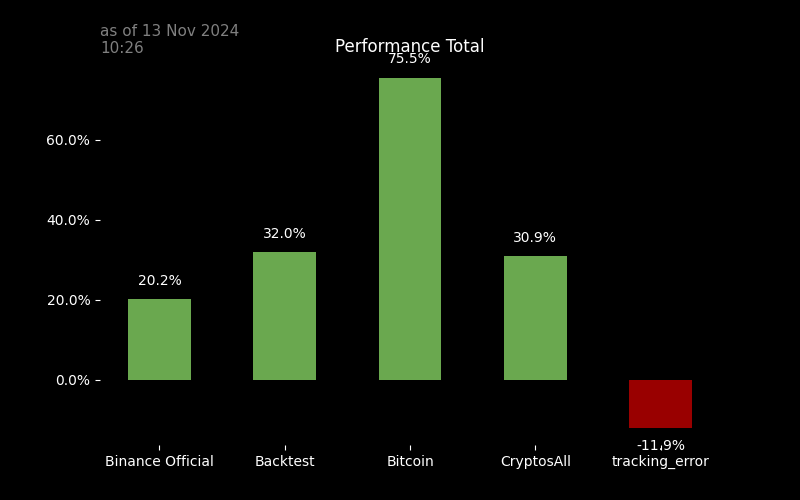 as of 13 Nov 2024
10:26
Performance Total
75.5%
60.0%
40.0%
32.0%
30.9%
20.0%
20.2%
0.0%
-11.9%
Binance Official
Backtest
Bitcoin
CryptosAll
tracking_error